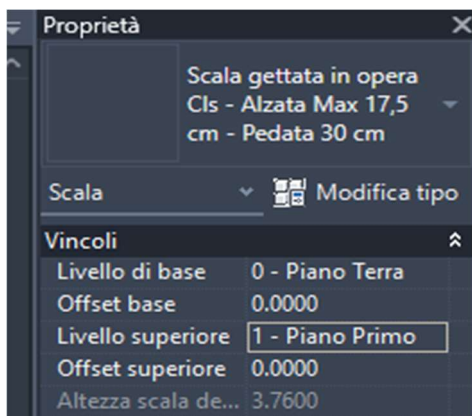 Proprietà
Scala gettata in opera
Cls - Alzata Max 17,5
cm - Pedata 30 cm
Scala Modifica tipo
Vincoli
Livello di base 0 - Piano Terra
Offset base 0.0000
Livello superiore 1 - Piano Primo
Offset superiore 0.0000
Altezza scala de... 3.7600